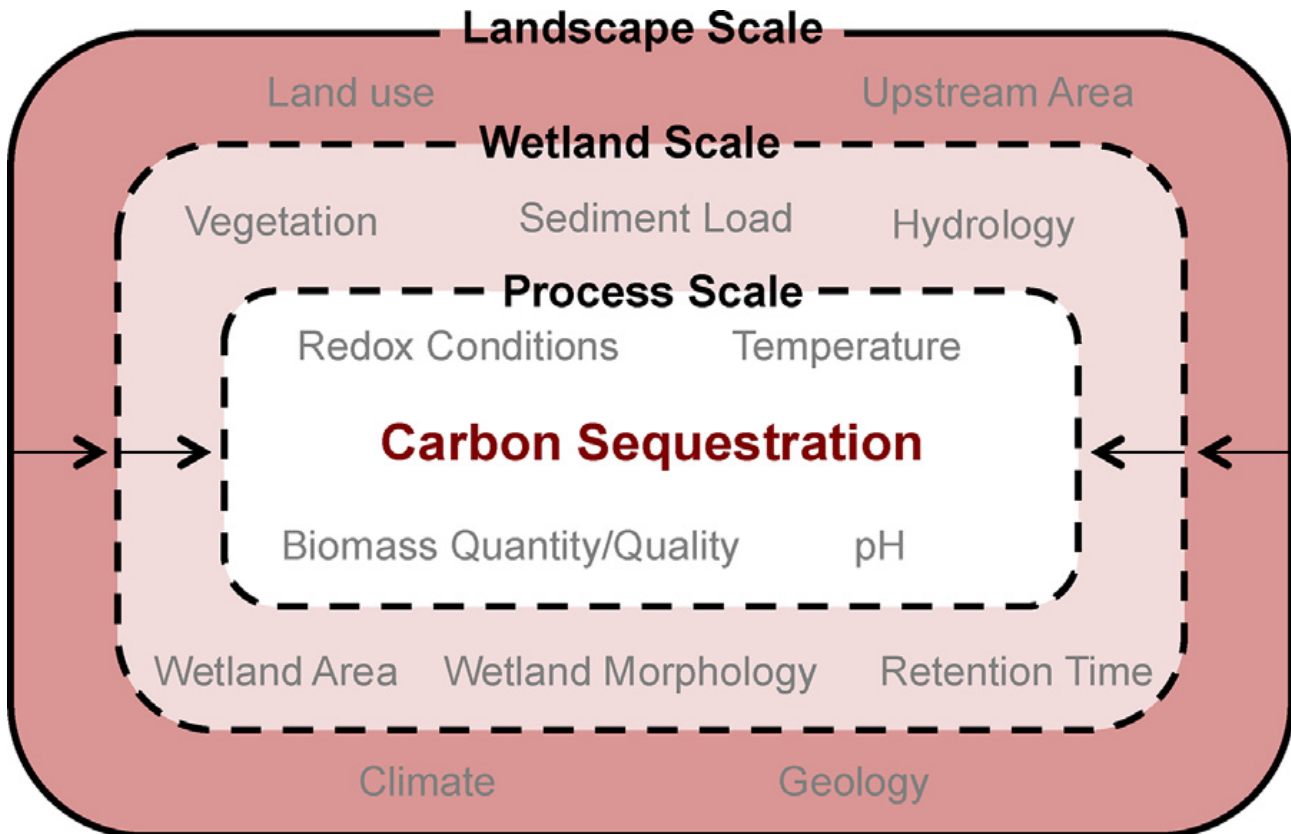 Landscape Scale
Land use Upstream Area
Wetland Scale
Vegetation Sediment Load Hydrology
Process Scale
Redox Conditions Temperature
Carbon Sequestration
Biomass Quantity/Quality pH
Wetland Area Wetland Morphology Retention Time
Climate Geology